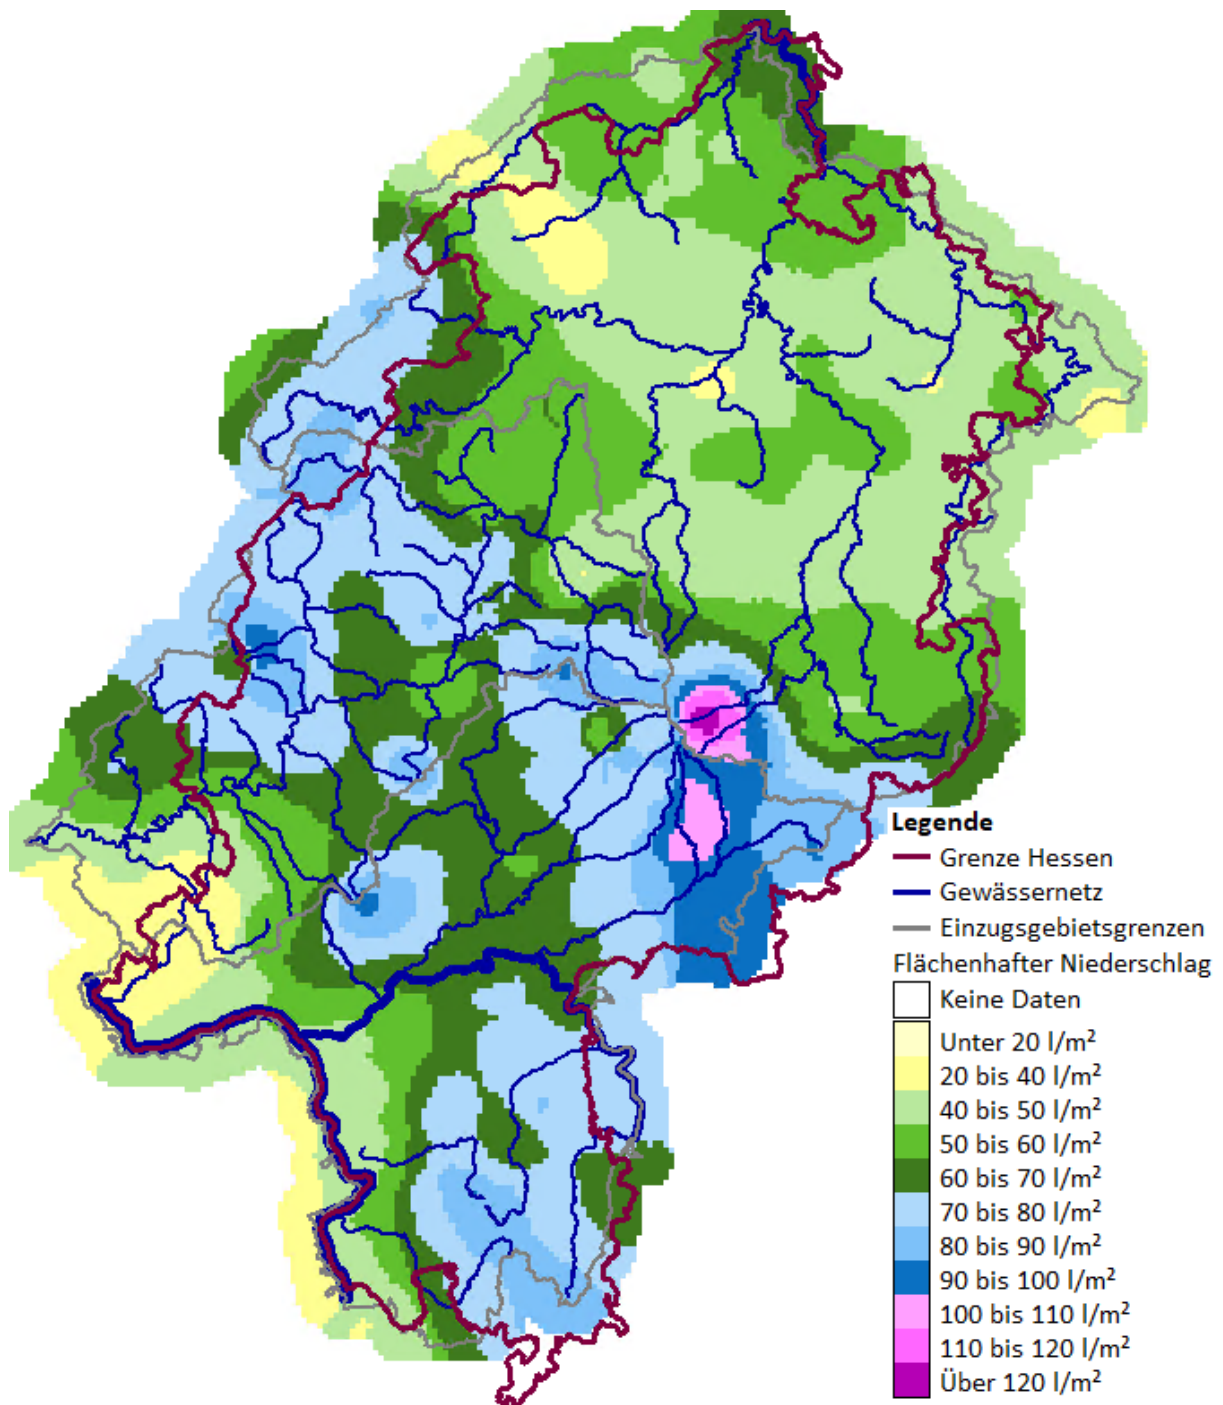 Legende
Grenze Hessen
Gewässernetz
Einzugsgebietsgrenzen
Flächenhafter Niederschlag
Keine Daten
Unter 20 l/m²
20 bis 40 l/m²
40 bis 50 l/m²
50 bis 60 l/m²
60 bis 70 l/m²
70 bis 80 l/m²
80 bis 90 l/m²
90 bis 100 l/m²
100 bis 110 l/m²
110 bis 120 l/m²
Über 120 l/m²